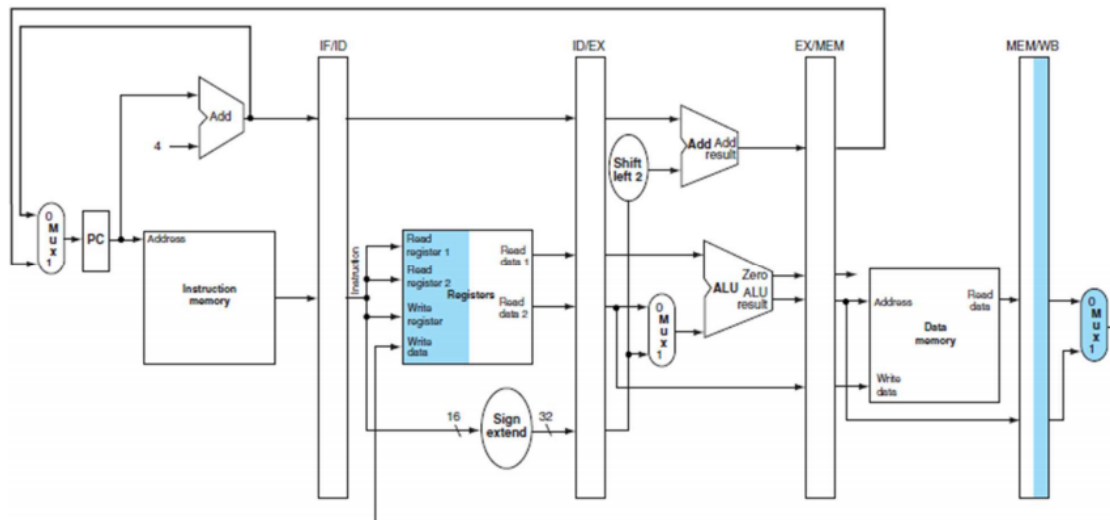 IF/ID
ID/EX
EX/MEM
MEM/WB
Add
4
Add
Add
result
Shift
left 2
0
M
u
x
1
PC
Address
Instruction
memory
Instruction
Read
register 1
Read
register 2
Write
register
Write
data
Registers
Read
data 1
Read
data 2
16
Sign
extend
32
0
M
u
x
1
Zero
ALU
ALU
result
Address
Read
data
Data
memory
Write
data
0
M
u
x
1